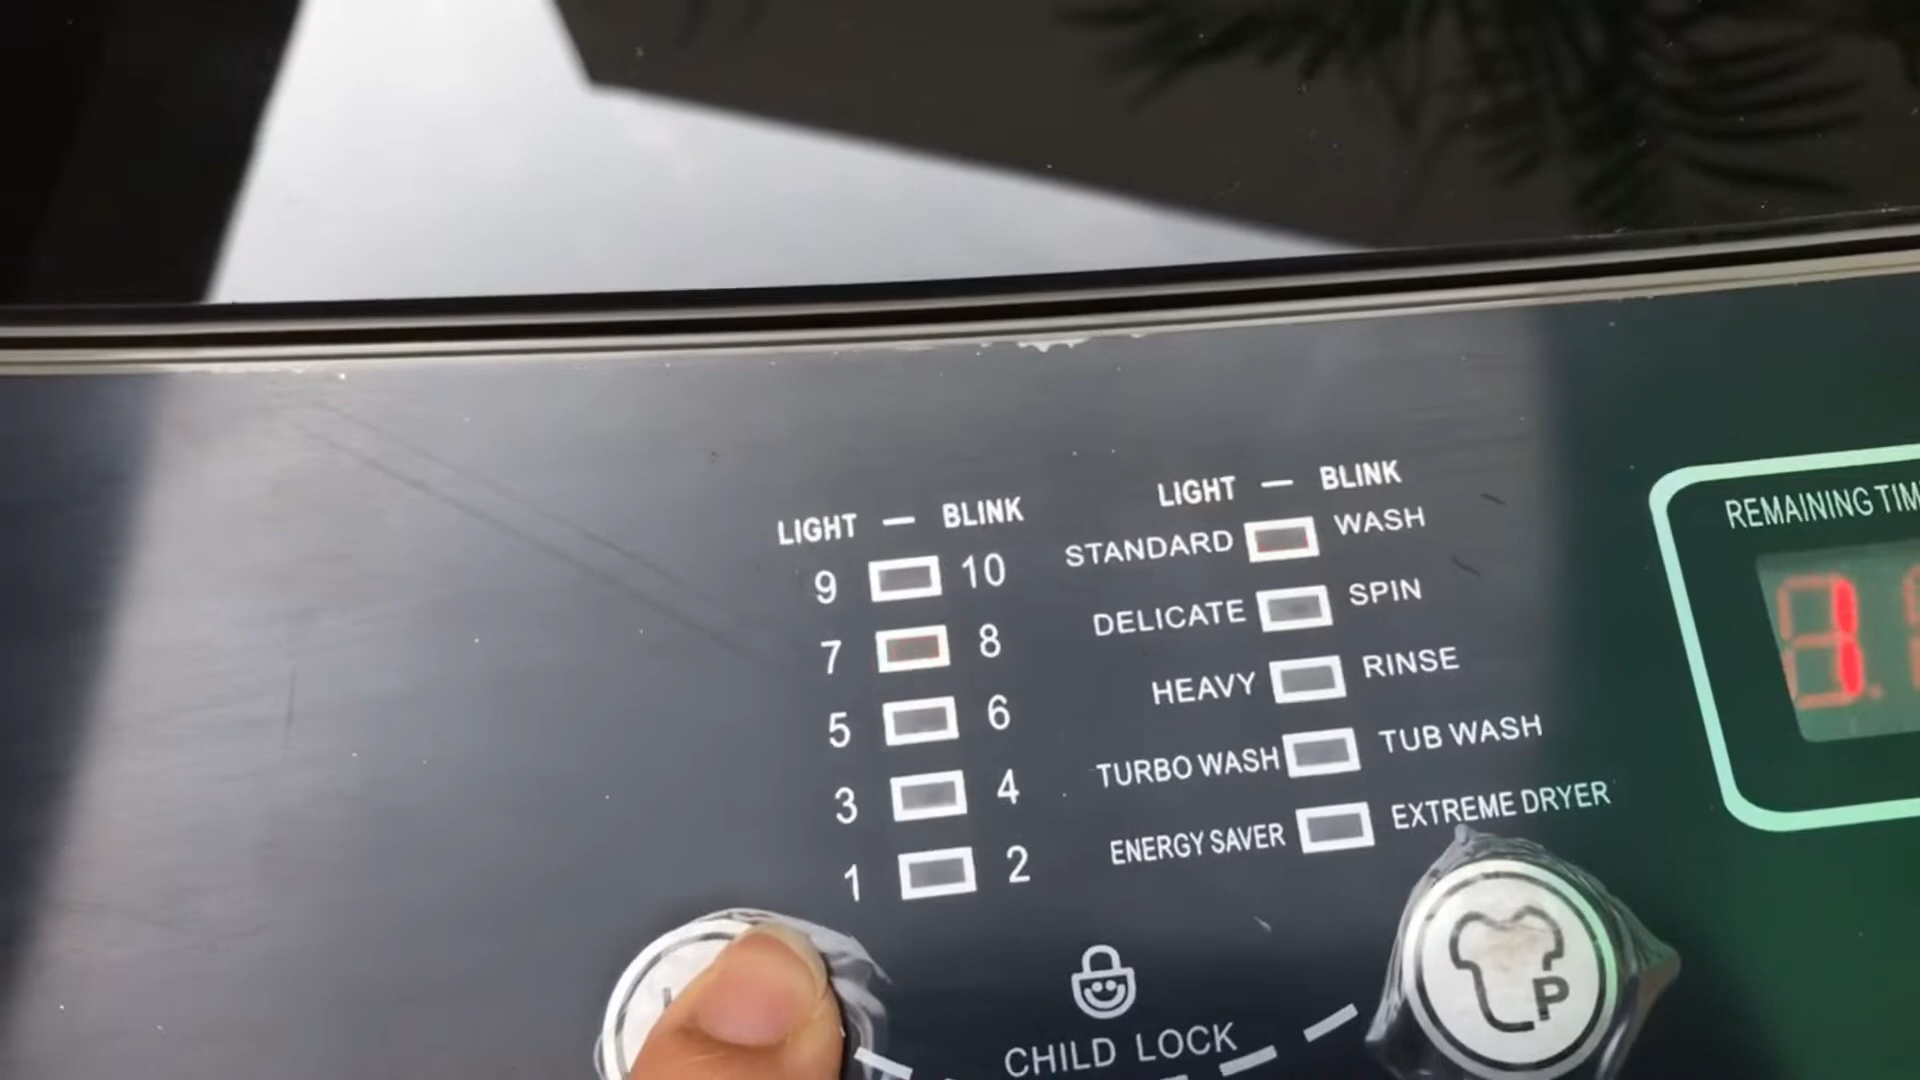 LIGHT — BLINK
9 10
7 8
5 6
3 4
1 2
LIGHT — BLINK
STANDARD WASH
DELICATE SPIN
HEAVY RINSE
TURBO WASH TUB WASH
ENERGY SAVER EXTREME DRYER
CHILD LOCK
P
REMAINING TIM
1